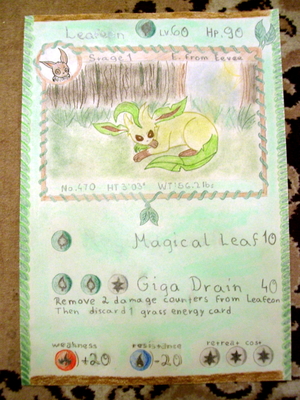 Leafeon Lv.60 HP.90
Stage 1 E. from Eevee
No.470 HT 3'03" WT:56.2 lbs
Magical Leaf 10
Giga Drain 40
Remove 2 damage counters from Leafeon
Then discard 1 grass energy card
weakness resistance retreat cost
+20 -20